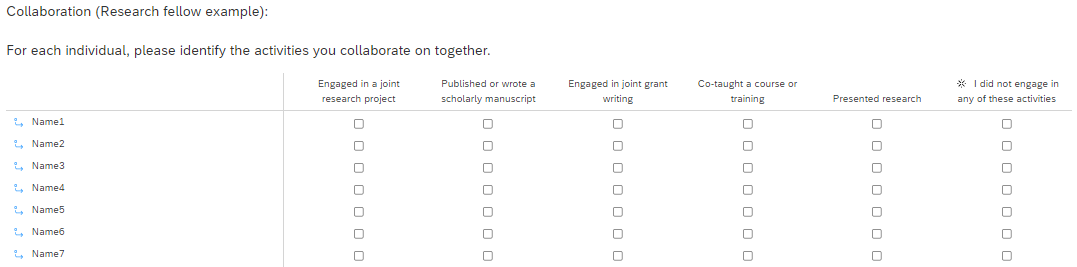 Collaboration (Research fellow example):
For each individual, please identify the activities you collaborate on together.
Engaged in a joint research project
Published or wrote a scholarly manuscript
Engaged in joint grant writing
Co-taught a course or training
Presented research
I did not engage in any of these activities
Name1
Name2
Name3
Name4
Name5
Name6
Name7